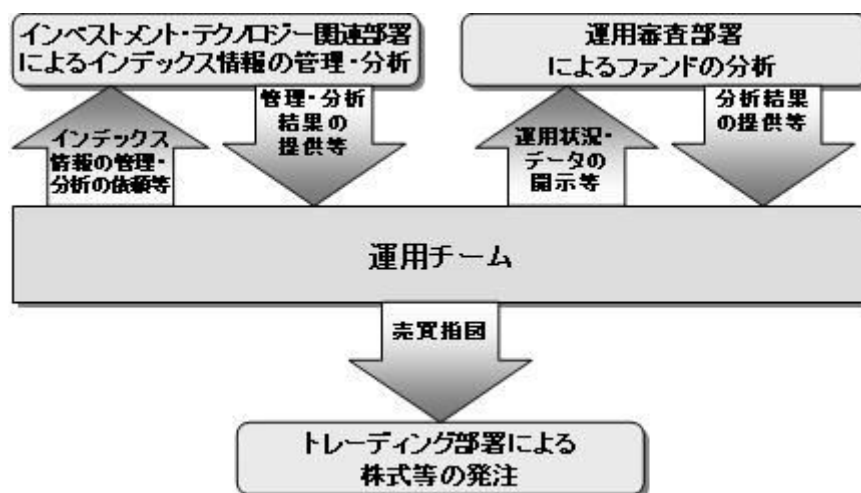 インベストメント・テクノロジー関連部署
によるインデックス情報の管理・分析
運用審査部署
によるファンドの分析
インデックス
情報の管理・
分析の依頼等
管理・分析
結果の
提供等
運用状況・
データの
開示等
分析結果
の提供等
運用チーム
売買指図
トレーディング部署による
株式等の発注